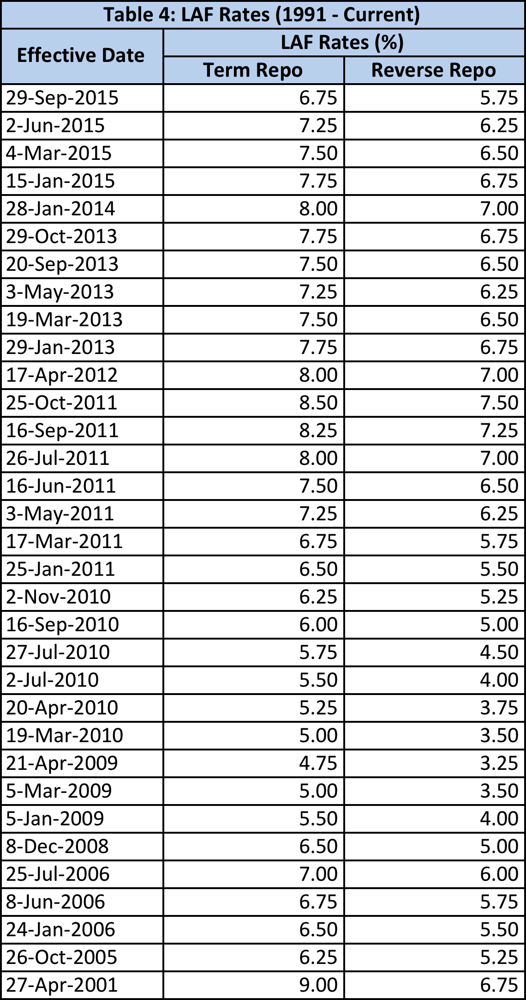 Table 4: LAF Rates (1991 - Current)
Effective Date LAF Rates (%)
Term Repo Reverse Repo
29-Sep-2015 6.75 5.75
2-Jun-2015 7.25 6.25
4-Mar-2015 7.50 6.50
15-Jan-2015 7.75 6.75
28-Jan-2014 8.00 7.00
29-Oct-2013 7.75 6.75
20-Sep-2013 7.50 6.50
3-May-2013 7.25 6.25
19-Mar-2013 7.50 6.50
29-Jan-2013 7.75 6.75
17-Apr-2012 8.00 7.00
25-Oct-2011 8.50 7.50
16-Sep-2011 8.25 7.25
26-Jul-2011 8.00 7.00
16-Jun-2011 7.50 6.50
3-May-2011 7.25 6.25
17-Mar-2011 6.75 5.75
25-Jan-2011 6.50 5.50
2-Nov-2010 6.25 5.25
16-Sep-2010 6.00 5.00
27-Jul-2010 5.75 4.50
2-Jul-2010 5.50 4.00
20-Apr-2010 5.25 3.75
19-Mar-2010 5.00 3.50
21-Apr-2009 4.75 3.25
5-Mar-2009 5.00 3.50
5-Jan-2009 5.50 4.00
8-Dec-2008 6.50 5.00
25-Jul-2006 7.00 6.00
8-Jun-2006 6.75 5.75
24-Jan-2006 6.50 5.50
26-Oct-2005 6.25 5.25
27-Apr-2001 9.00 6.75